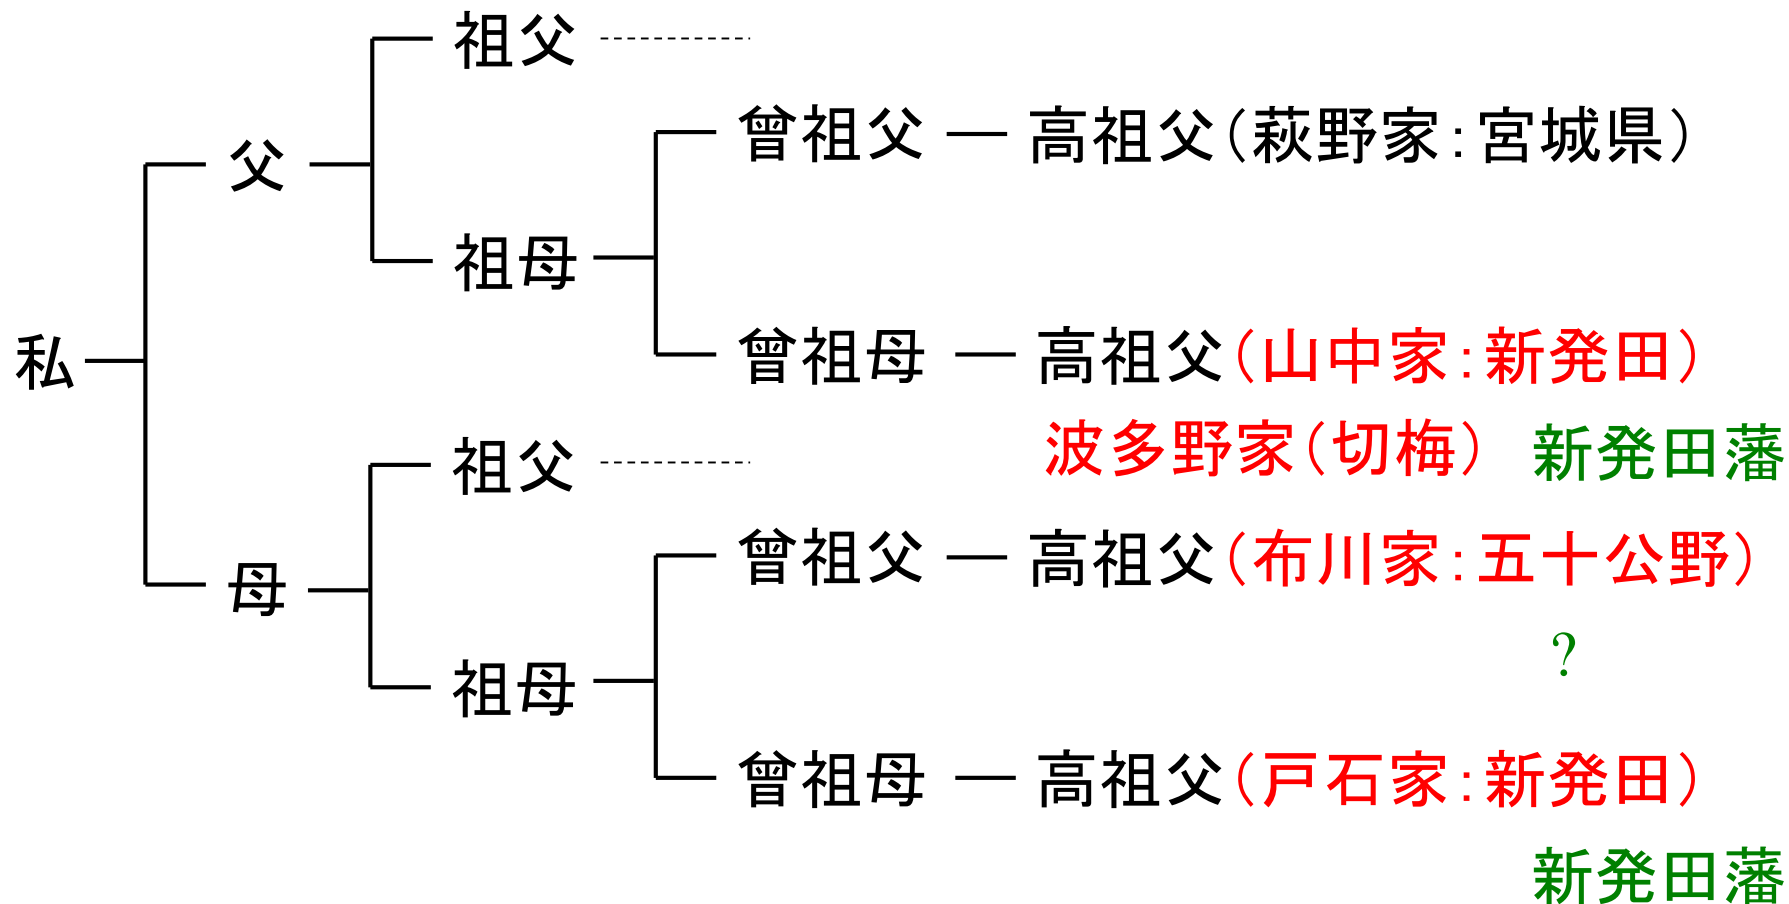 祖父
曾祖父 高祖父(萩野家:宮城県)
父
祖母
曾祖母 高祖父(山中家:新発田)
私
波多野家(切梅) 新発田藩
祖父
曾祖父 高祖父(布川家:五十公野)
母
?
祖母
曾祖母 高祖父(戸石家:新発田)
新発田藩